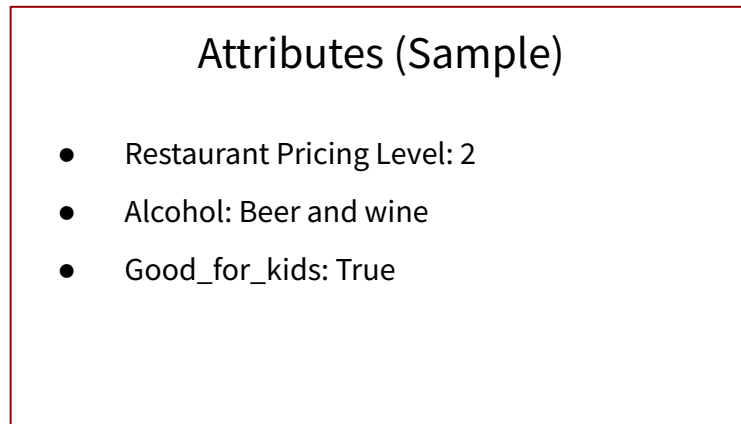 Attributes (Sample)
● Restaurant Pricing Level: 2
● Alcohol: Beer and wine
● Good_for_kids: True